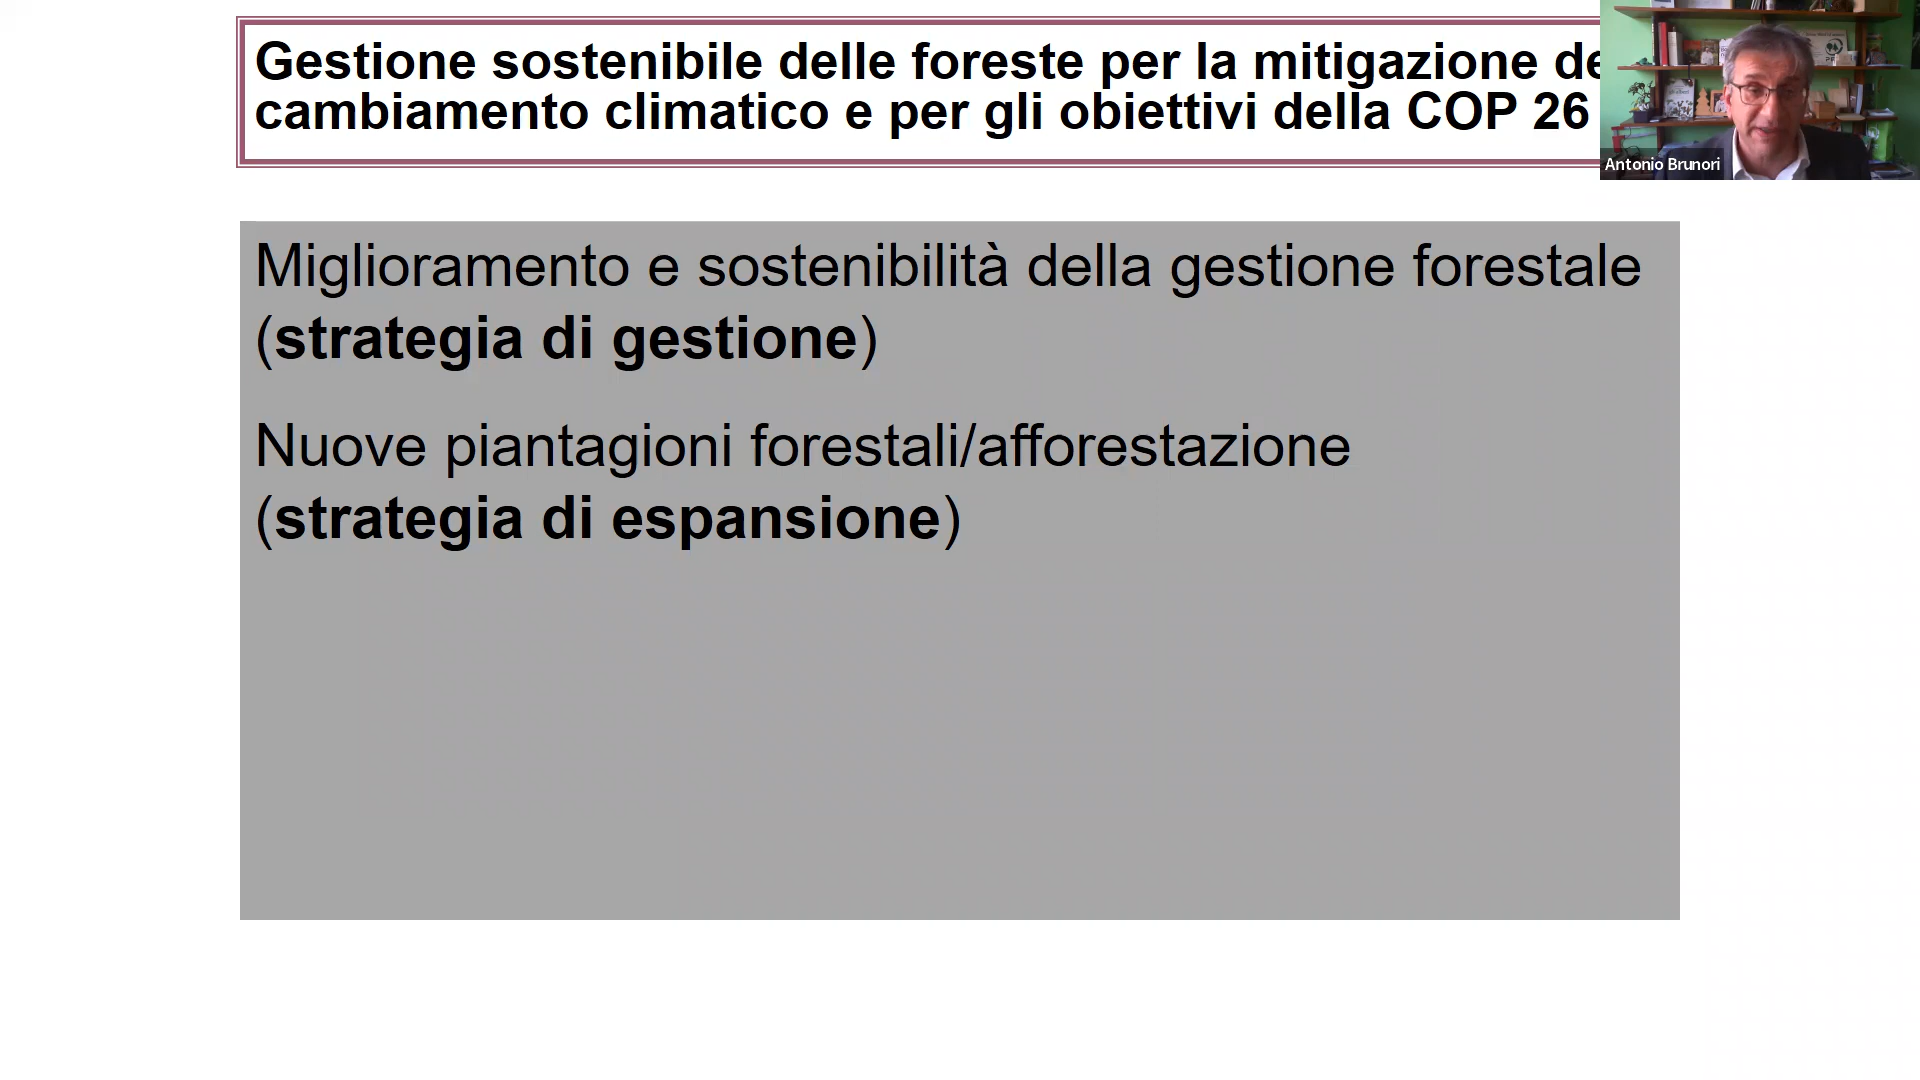 Gestione sostenibile delle foreste per la mitigazione
cambiamento climatico e per gli obiettivi della COP 26
Antonio Brunori
Miglioramento e sostenibilità della gestione forestale
(strategia di gestione)
Nuove piantagioni forestali/afforestazione
(strategia di espansione)